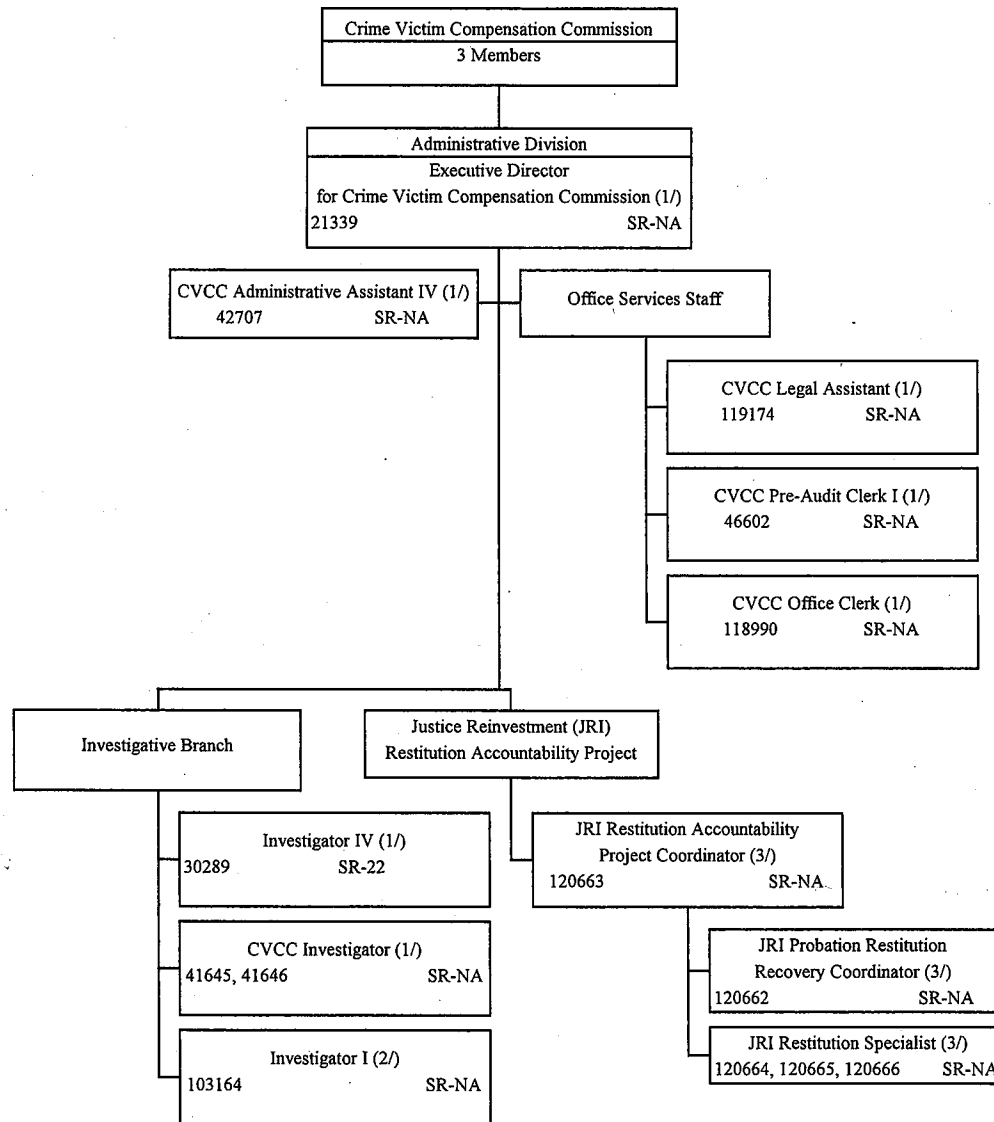 Crime Victim Compensation Commission
3 Members
Administrative Division
Executive Director
for Crime Victim Compensation Commission (1/)
21339 SR-NA
CVCC Administrative Assistant IV (1/)
42707 SR-NA
Office Services Staff
CVCC Legal Assistant (1/)
119174 SR-NA
CVCC Pre-Audit Clerk I (1/)
46602 SR-NA
CVCC Office Clerk (1/)
118990 SR-NA
Investigative Branch
Justice Reinvestment (JRI)
Restitution Accountability Project
Investigator IV (1/)
30289 SR-22
CVCC Investigator (1/)
41645, 41646 SR-NA
Investigator I (2/)
103164 SR-NA
JRI Restitution Accountability
Project Coordinator (3/)
120663 SR-NA
JRI Probation Restitution
Recovery Coordinator (3/)
120662 SR-NA
JRI Restitution Specialist (3/)
120664, 120665, 120666 SR-NA